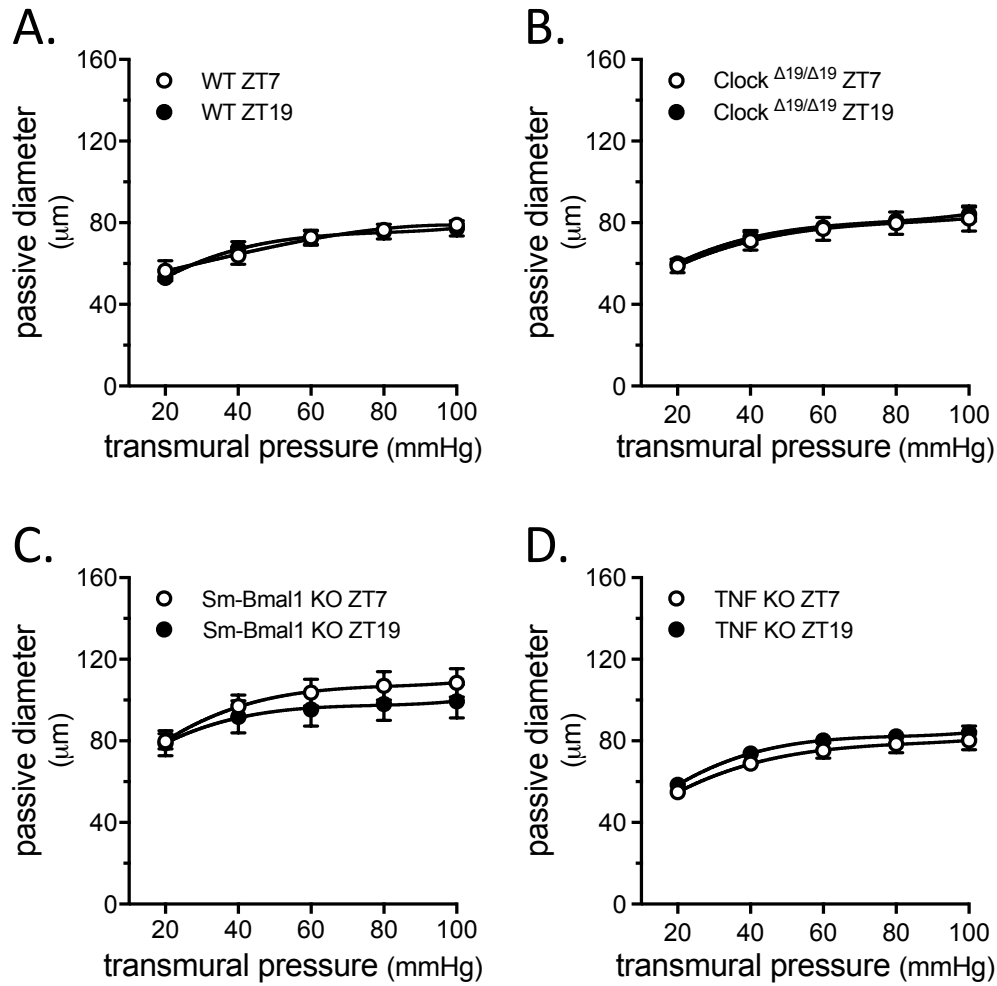 A.
160
120
80
40
0
passive diameter
(μm)
WT ZT7
WT ZT19
20 40 60 80 100
transmural pressure (mmHg)
B.
160
120
80
40
0
passive diameter
(μm)
Clock Δ19/Δ19 ZT7
Clock Δ19/Δ19 ZT19
20 40 60 80 100
transmural pressure (mmHg)
C.
160
120
80
40
0
passive diameter
(μm)
Sm-Bmal1 KO ZT7
Sm-Bmal1 KO ZT19
20 40 60 80 100
transmural pressure (mmHg)
D.
160
120
80
40
0
passive diameter
(μm)
TNF KO ZT7
TNF KO ZT19
20 40 60 80 100
transmural pressure (mmHg)